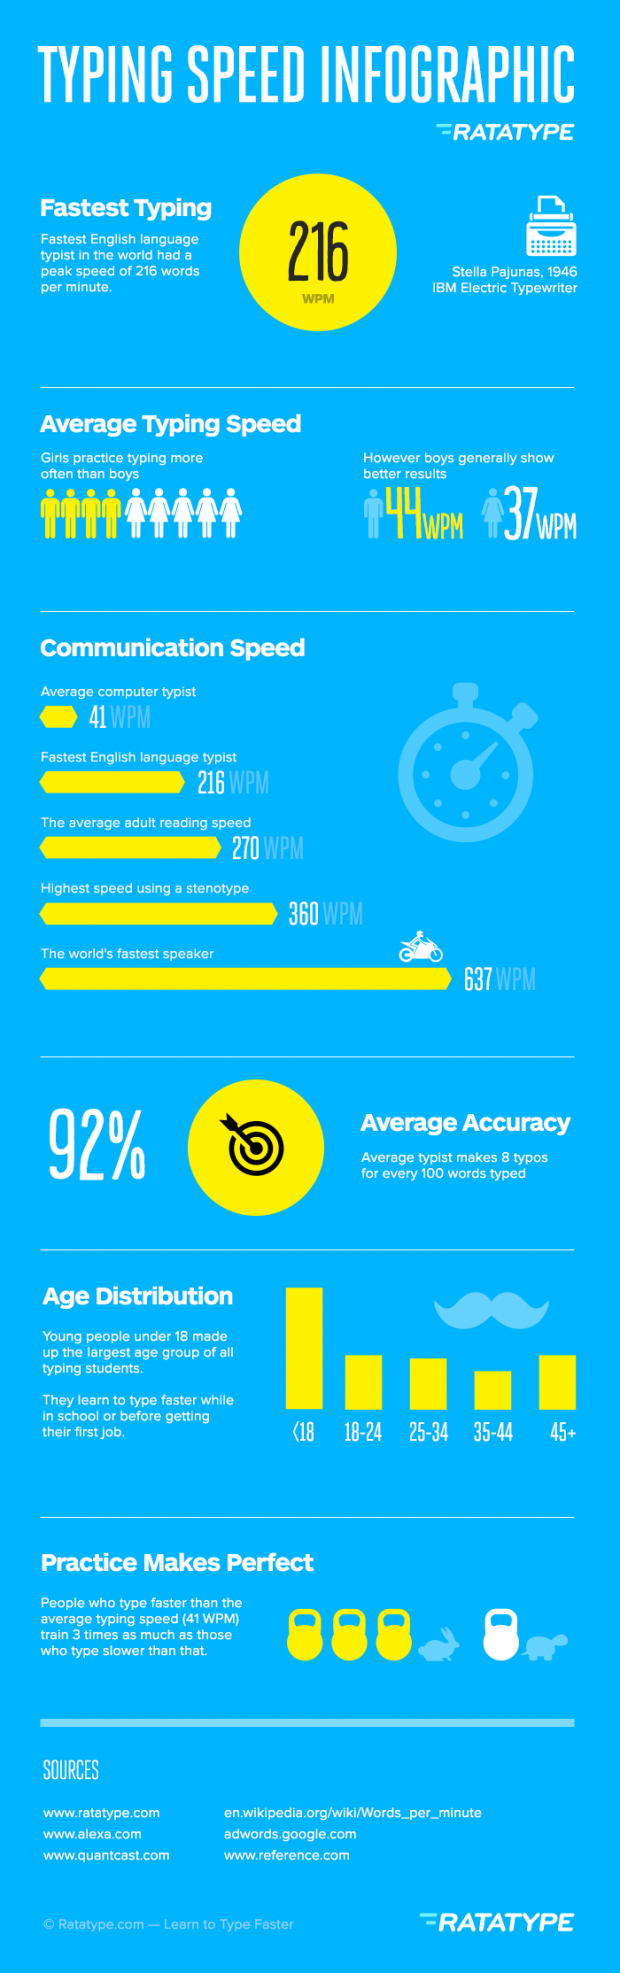 TYPING SPEED INFOGRAPHIC
RATATYPE
Fastest Typing
Fastest English language
typist in the world had a
peak speed of 216 words
per minute.
216
WPM
Stella Pajunas, 1946
IBM Electric Typewriter
Average Typing Speed
Girls practice typing more
often than boys
However boys generally show
better results
44 WPM
37 WPM
Communication Speed
Average computer typist
41 WPM
Fastest English language typist
216 WPM
The average adult reading speed
270 WPM
Highest speed using a stenotype
360 WPM
The world's fastest speaker
637 WPM
92%
Average Accuracy
Average typist makes 8 typos
for every 100 words typed
Age Distribution
Young people under 18 made
up the largest age group of all
typing students.
They learn to type faster while
in school or before getting
their first job.
<18 18-24 25-34 35-44 45+
Practice Makes Perfect
People who type faster than the
average typing speed (41 WPM)
train 3 times as much as those
who type slower than that.
SOURCES
www.ratatype.com
www.alexa.com
www.quantcast.com
en.wikipedia.org/wiki/Words_per_minute
adwords.google.com
www.reference.com
© Ratatype.com — Learn to Type Faster
RATATYPE